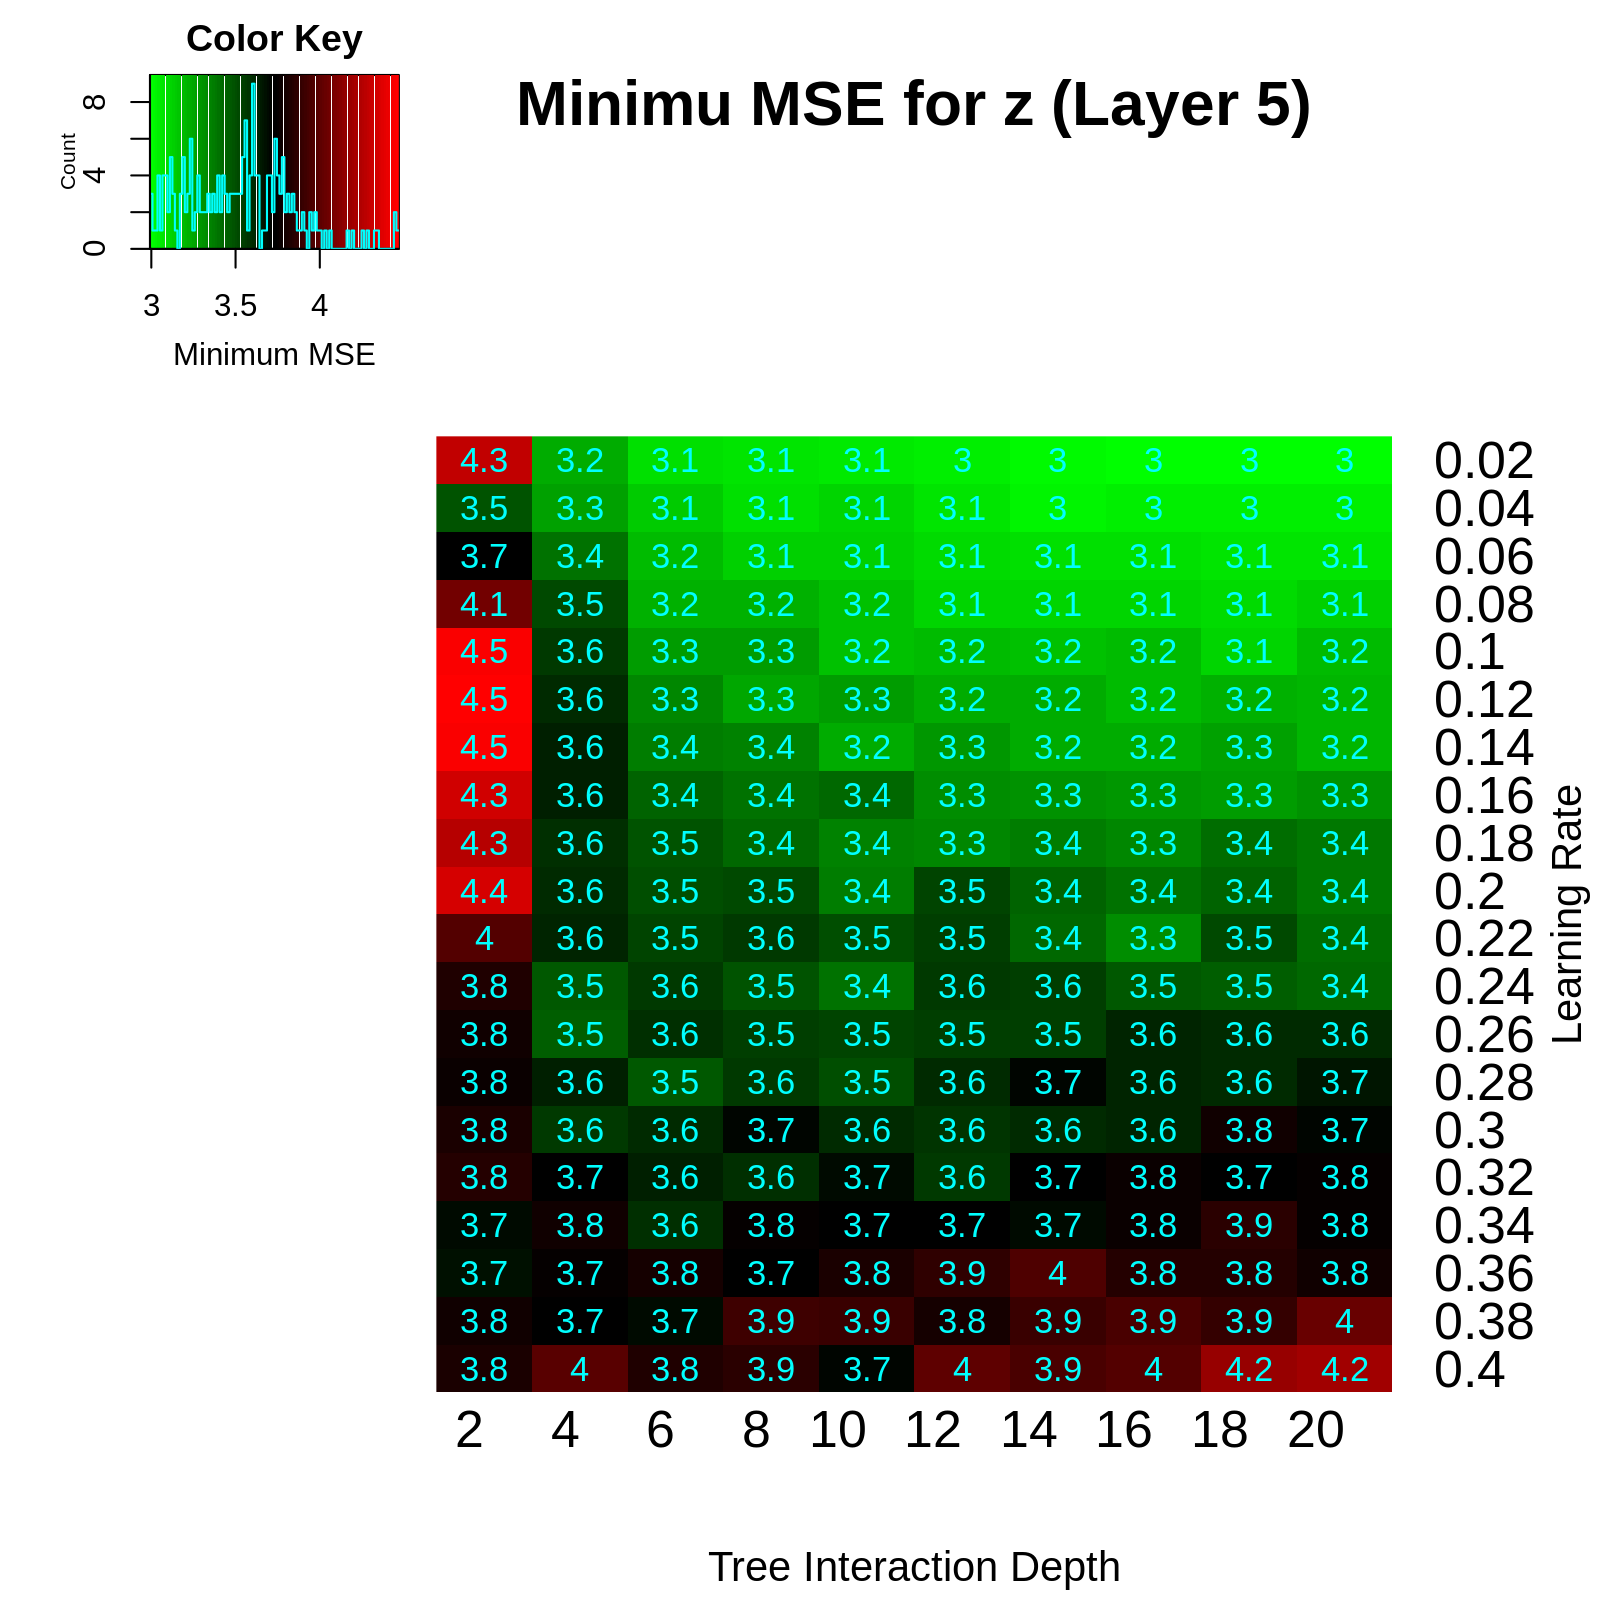 Color Key
Minimu MSE for z (Layer 5)
Count
0 4 8
3 3.5 4
Minimum MSE
4.3 3.2 3.1 3.1 3.1 3 3 3 3 3 0.02
3.5 3.3 3.1 3.1 3.1 3.1 3 3 3 3 0.04
3.7 3.4 3.2 3.1 3.1 3.1 3.1 3.1 3.1 3.1 0.06
4.1 3.5 3.2 3.2 3.2 3.1 3.1 3.1 3.1 3.1 0.08
4.5 3.6 3.3 3.3 3.2 3.2 3.2 3.2 3.1 3.2 0.1
4.5 3.6 3.3 3.3 3.3 3.2 3.2 3.2 3.2 3.2 0.12
4.5 3.6 3.4 3.4 3.2 3.3 3.2 3.2 3.3 3.2 0.14
4.3 3.6 3.4 3.4 3.4 3.3 3.3 3.3 3.3 3.3 0.16
4.3 3.6 3.5 3.4 3.4 3.3 3.4 3.3 3.4 3.4 0.18
4.4 3.6 3.5 3.5 3.4 3.5 3.4 3.4 3.4 3.4 0.2
4 3.6 3.5 3.6 3.5 3.5 3.4 3.3 3.5 3.4 0.22
3.8 3.5 3.6 3.5 3.4 3.6 3.6 3.5 3.5 3.4 0.24
3.8 3.5 3.6 3.5 3.5 3.5 3.5 3.6 3.6 3.6 0.26
3.8 3.6 3.5 3.6 3.5 3.6 3.7 3.6 3.6 3.7 0.28
3.8 3.6 3.6 3.7 3.6 3.6 3.6 3.6 3.8 3.7 0.3
3.8 3.7 3.6 3.6 3.7 3.6 3.7 3.8 3.7 3.8 0.32
3.7 3.8 3.6 3.8 3.7 3.7 3.7 3.8 3.9 3.8 0.34
3.7 3.7 3.8 3.7 3.8 3.9 4 3.8 3.8 3.8 0.36
3.8 3.7 3.7 3.9 3.9 3.8 3.9 3.9 3.9 4 0.38
3.8 4 3.8 3.9 3.7 4 3.9 4 4.2 4.2 0.4
Learning Rate
2 4 6 8 10 12 14 16 18 20
Tree Interaction Depth